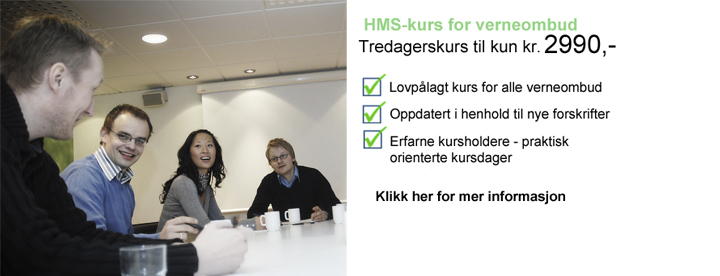 HMS-kurs for verneombud
Tredagerskurs til kun kr. 2990,-
Lovpålagt kurs for alle verneombud
Oppdatert i henhold til nye forskrifter
Erfarne kursholdere - praktisk
orienterte kursdager
Klikk her for mer informasjon